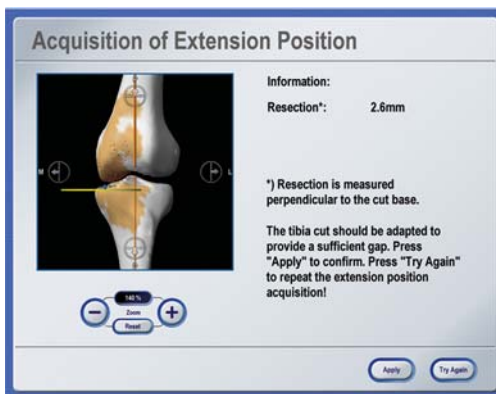 Acquisition of Extension Position
Information:
Resection*: 2.6mm
M
L
*) Resection is measured
perpendicular to the cut base.
The tibia cut should be adapted to
provide a sufficient gap. Press
"Apply" to confirm. Press "Try Again"
to repeat the extension position
acquisition!
140 %
Zoom
Reset
Apply
Try Again